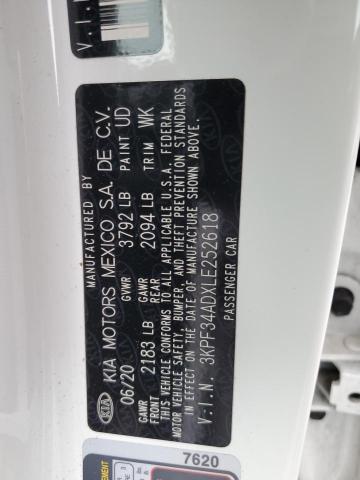 V.I.N
MANUFACTURED BY
KIA KIA MOTORS MEXICO S.A. DE C.V.
06/20 GVWR 3792 LB PAINT UD
GAWR FRONT 2183 LB GAWR REAR 2094 LB TRIM WK
THIS VEHICLE CONFORMS TO ALL APPLICABLE U.S.A. FEDERAL
MOTOR VEHICLE SAFETY, BUMPER, AND THEFT PREVENTION STANDARDS
IN EFFECT ON THE DATE OF MANUFACTURE SHOWN ABOVE.
V.I.N. 3KPF34ADXLE252618
PASSENGER CAR
7620